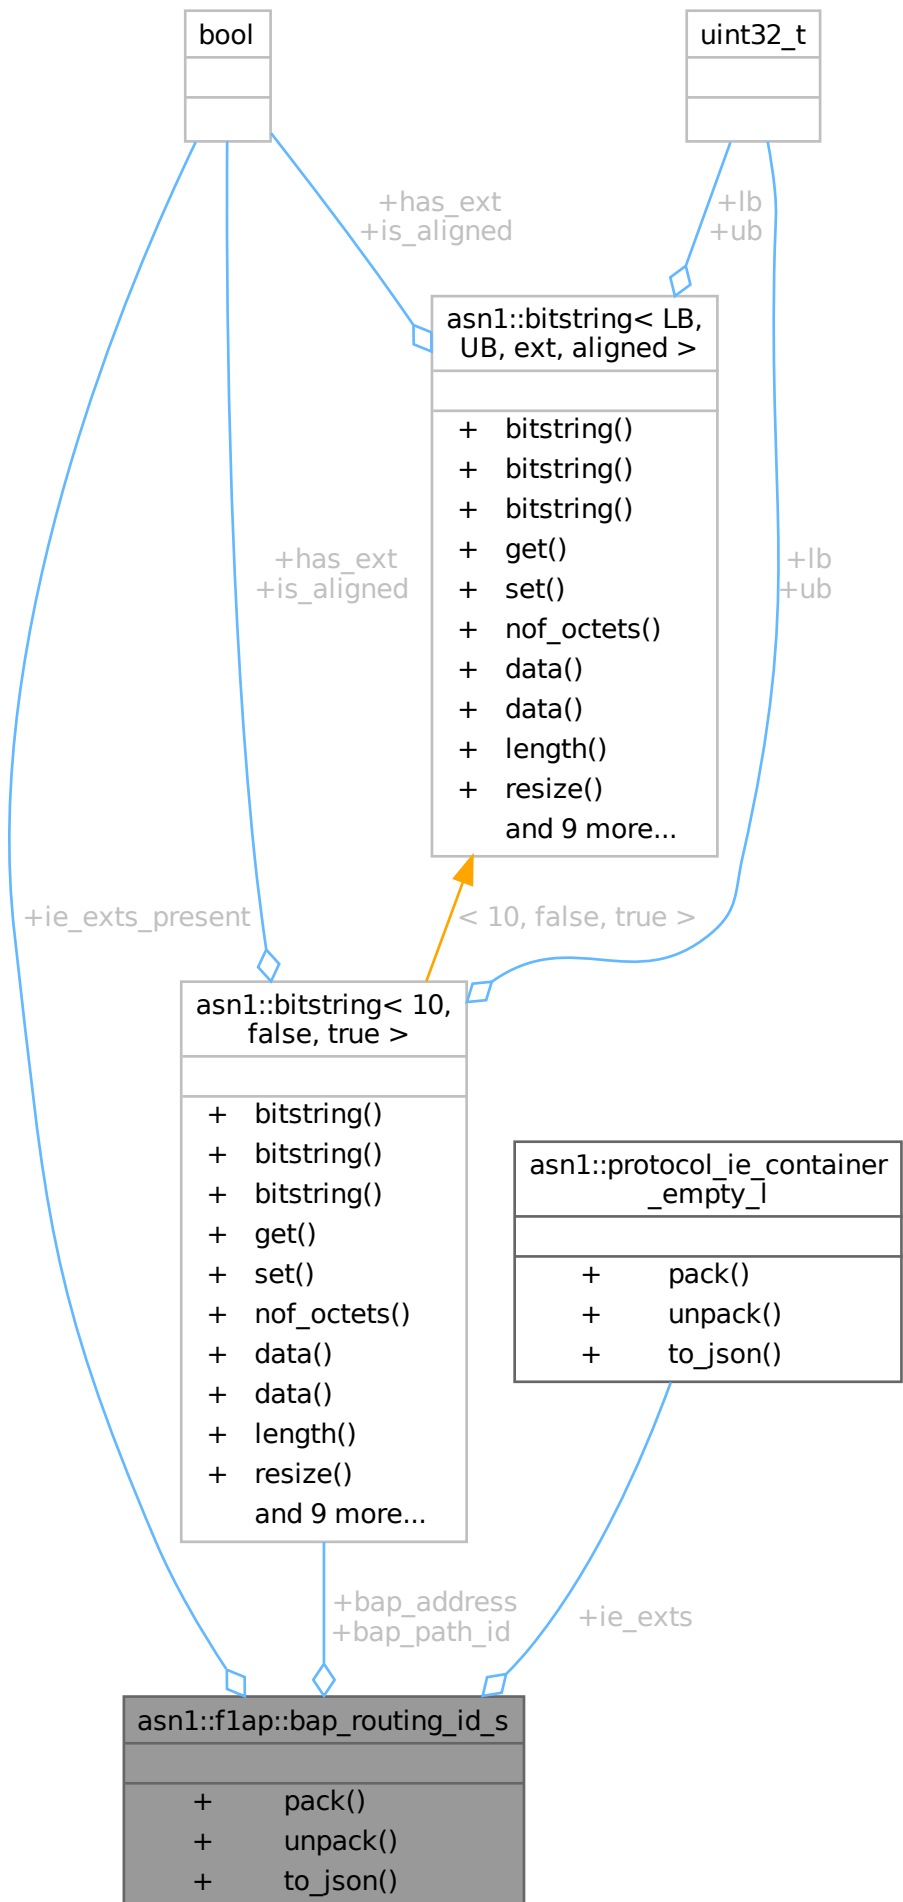 bool
uint32_t
+has_ext
+is_aligned
+lb
+ub
asn1::bitstring< LB,
UB, ext, aligned >
+ bitstring()
+ bitstring()
+ bitstring()
+ get()
+ set()
+ nof_octets()
+ data()
+ data()
+ length()
+ resize()
and 9 more...
+has_ext
+is_aligned
+lb
+ub
+ie_exts_present
< 10, false, true >
asn1::bitstring< 10,
false, true >
+ bitstring()
+ bitstring()
+ bitstring()
+ get()
+ set()
+ nof_octets()
+ data()
+ data()
+ length()
+ resize()
and 9 more...
asn1::protocol_ie_container
_empty_l
+ pack()
+ unpack()
+ to_json()
+bap_address
+bap_path_id
+ie_exts
asn1::f1ap::bap_routing_id_s
+ pack()
+ unpack()
+ to_json()